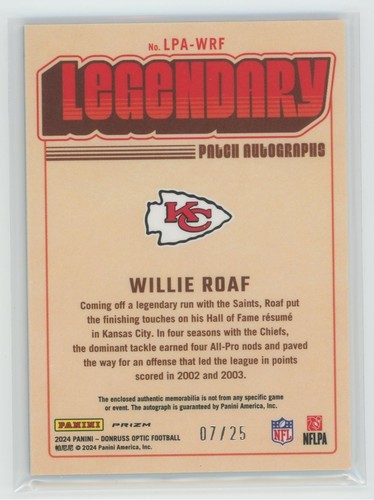 No. LPA-WRF
LEGENDARY
PATCH AUTOGRAPHS
KC
WILLIE ROAF
Coming off a legendary run with the Saints, Roaf put
the finishing touches on his Hall of Fame résumé
in Kansas City. In four seasons with the Chiefs,
the dominant tackle earned four All-Pro nods and paved
the way for an offense that led the league in points
scored in 2002 and 2003.
The enclosed authentic memorabilia is not from any specific game
or event. The autograph is guaranteed by Panini America, Inc.
PANINI PRIZM
07/25
NFL NFLPA
2024 PANINI – DONRUSS OPTIC FOOTBALL
帕尼尼 © 2024 Panini America, Inc.